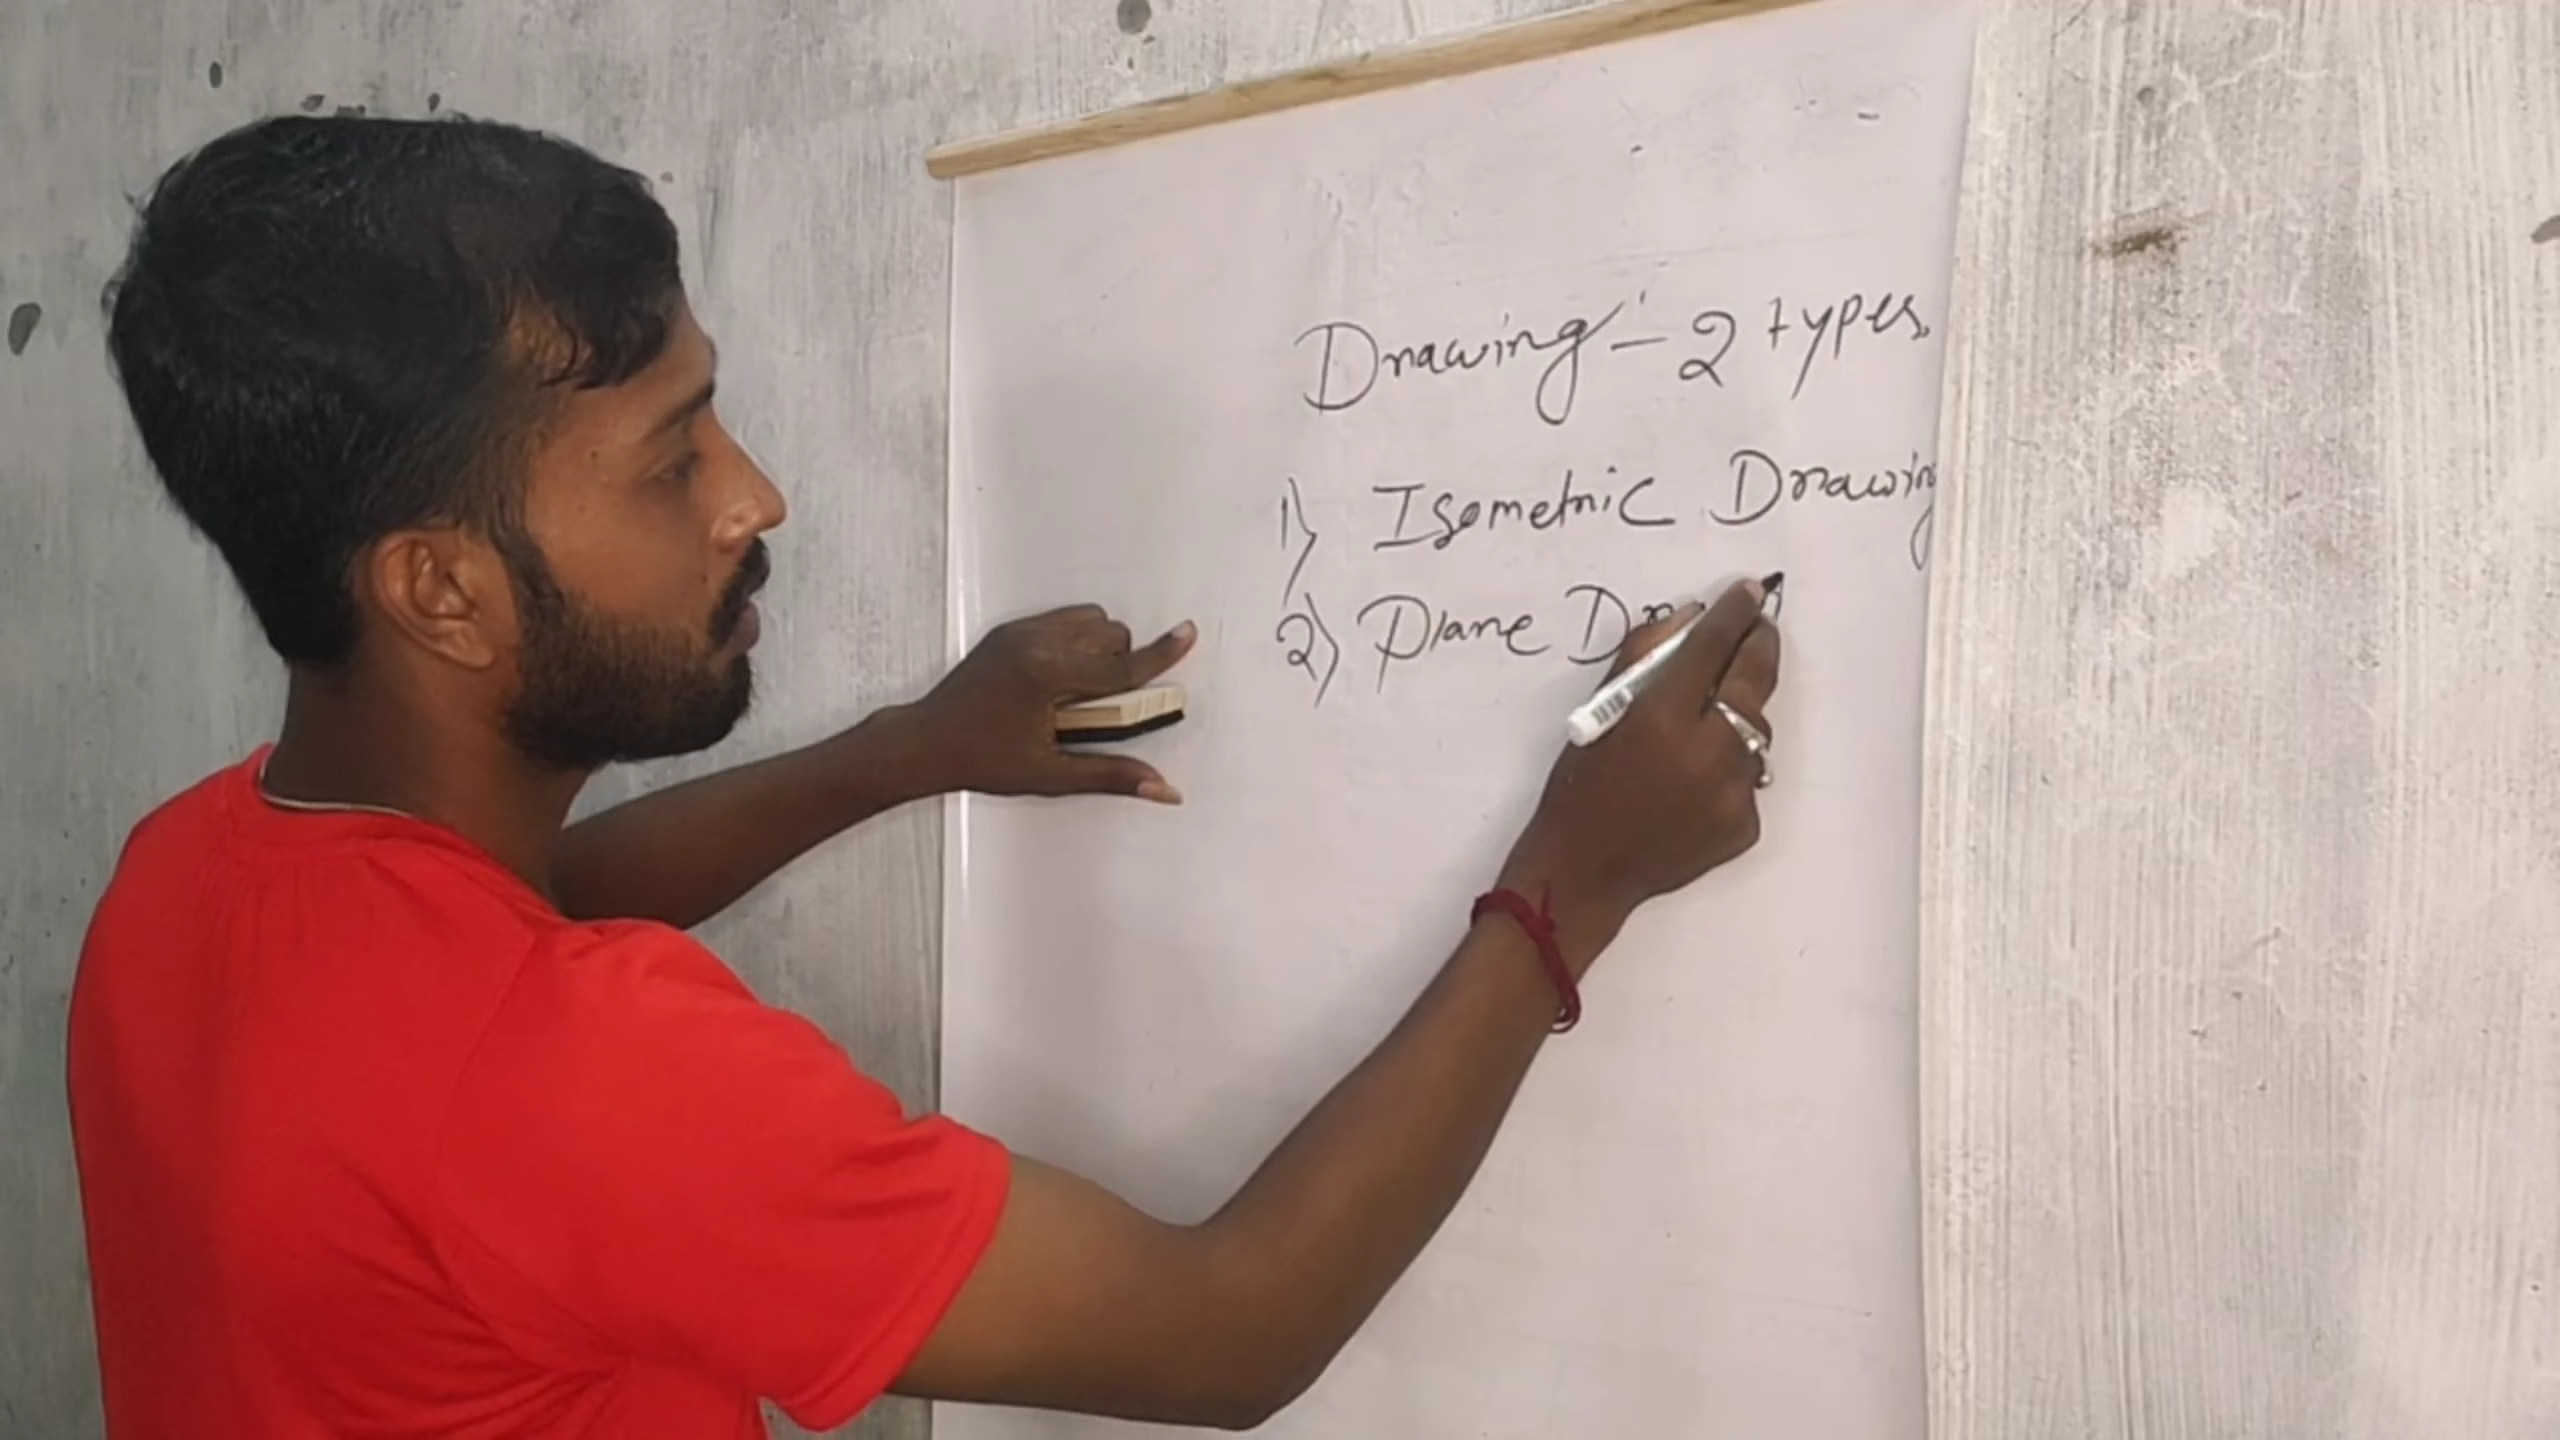 Drawing :- 2 types.
1) Isometric Drawing
2) Plane